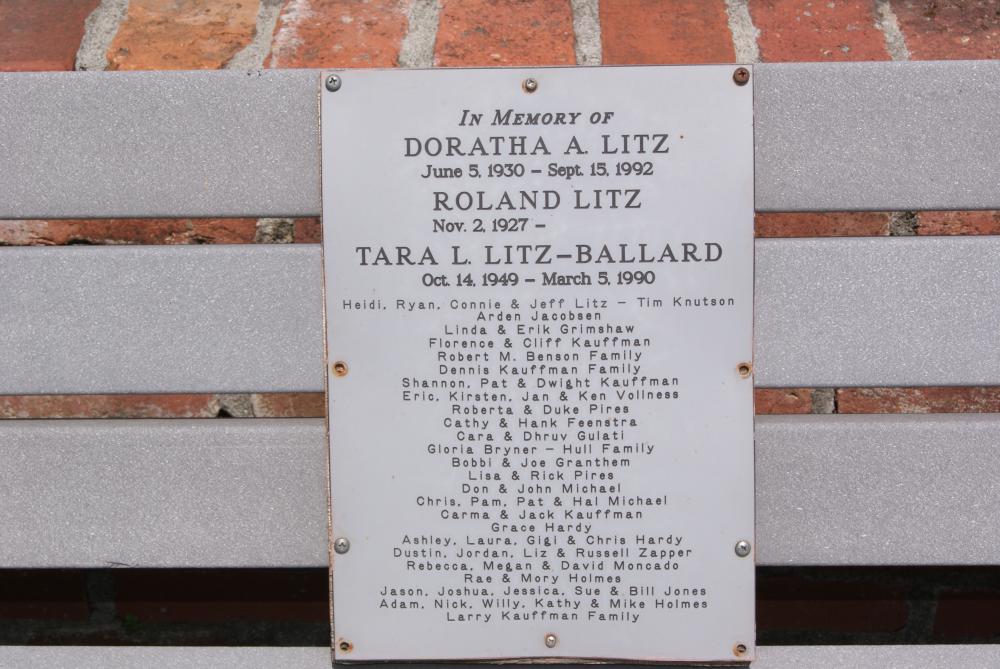 In Memory of
DORATHA A. LITZ
June 5, 1930 – Sept. 15, 1992
ROLAND LITZ
Nov. 2, 1927 –
TARA L. LITZ–BALLARD
Oct. 14, 1949 – March 5, 1990
Heidi, Ryan, Connie & Jeff Litz – Tim Knutson
Arden Jacobsen
Linda & Erik Grimshaw
Florence & Cliff Kauffman
Robert M. Benson Family
Dennis Kauffman Family
Shannon, Pat & Dwight Kauffman
Eric, Kirsten, Jan & Ken Vollness
Roberta & Duke Pires
Cathy & Hank Feenstra
Cara & Dhruv Gulati
Gloria Bryner – Hull Family
Bobbi & Joe Granthem
Lisa & Rick Pires
Don & John Michael
Chris, Pam, Pat & Hal Michael
Carma & Jack Kauffman
Grace Hardy
Ashley, Laura, Gigi & Chris Hardy
Dustin, Jordan, Liz & Russell Zapper
Rebecca, Megan & David Moncado
Rae & Mory Holmes
Jason, Joshua, Jessica, Sue & Bill Jones
Adam, Nick, Willy, Kathy & Mike Holmes
Larry Kauffman Family